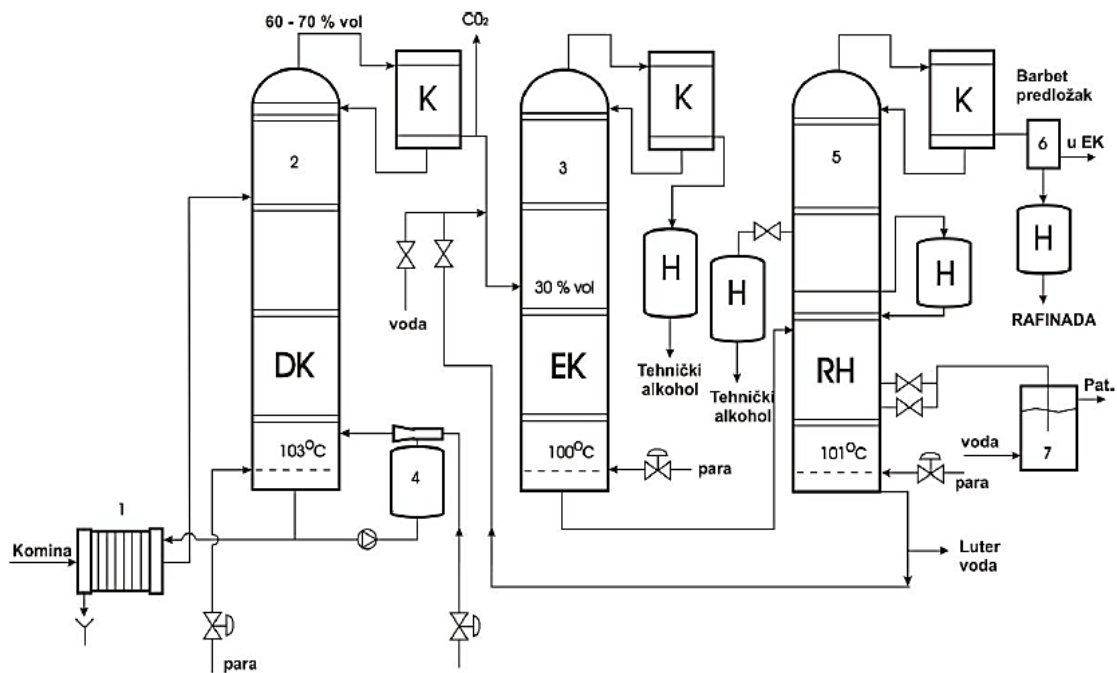 60 - 70 % vol
CO₂
K
K
K
Barbet
predložak
2
3
5
6
u EK
H
H
H
H
30 % vol
voda
RAFINADA
DK
EK
RH
Tehnički
alkohol
Tehnički
alkohol
Pat.
103°C
4
100°C
101°C
voda
7
para
para
1
Komina
Luter
voda
para